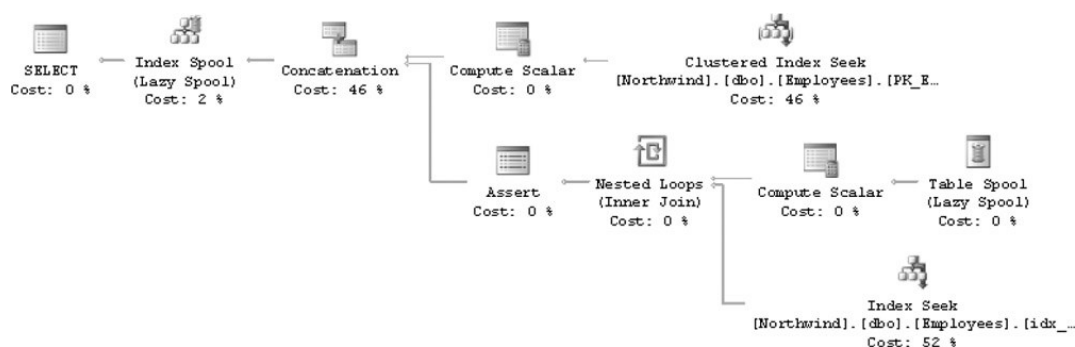 SELECT
Cost: 0 %
Index Spool
(Lazy Spool)
Cost: 2 %
Concatenation
Cost: 46 %
Compute Scalar
Cost: 0 %
Clustered Index Seek
[Northwind].[dbo].[Employees].[PK_E…
Cost: 46 %
Assert
Cost: 0 %
Nested Loops
(Inner Join)
Cost: 0 %
Compute Scalar
Cost: 0 %
Table Spool
(Lazy Spool)
Cost: 0 %
Index Seek
[Northwind].[dbo].[Employees].[idx_…
Cost: 52 %